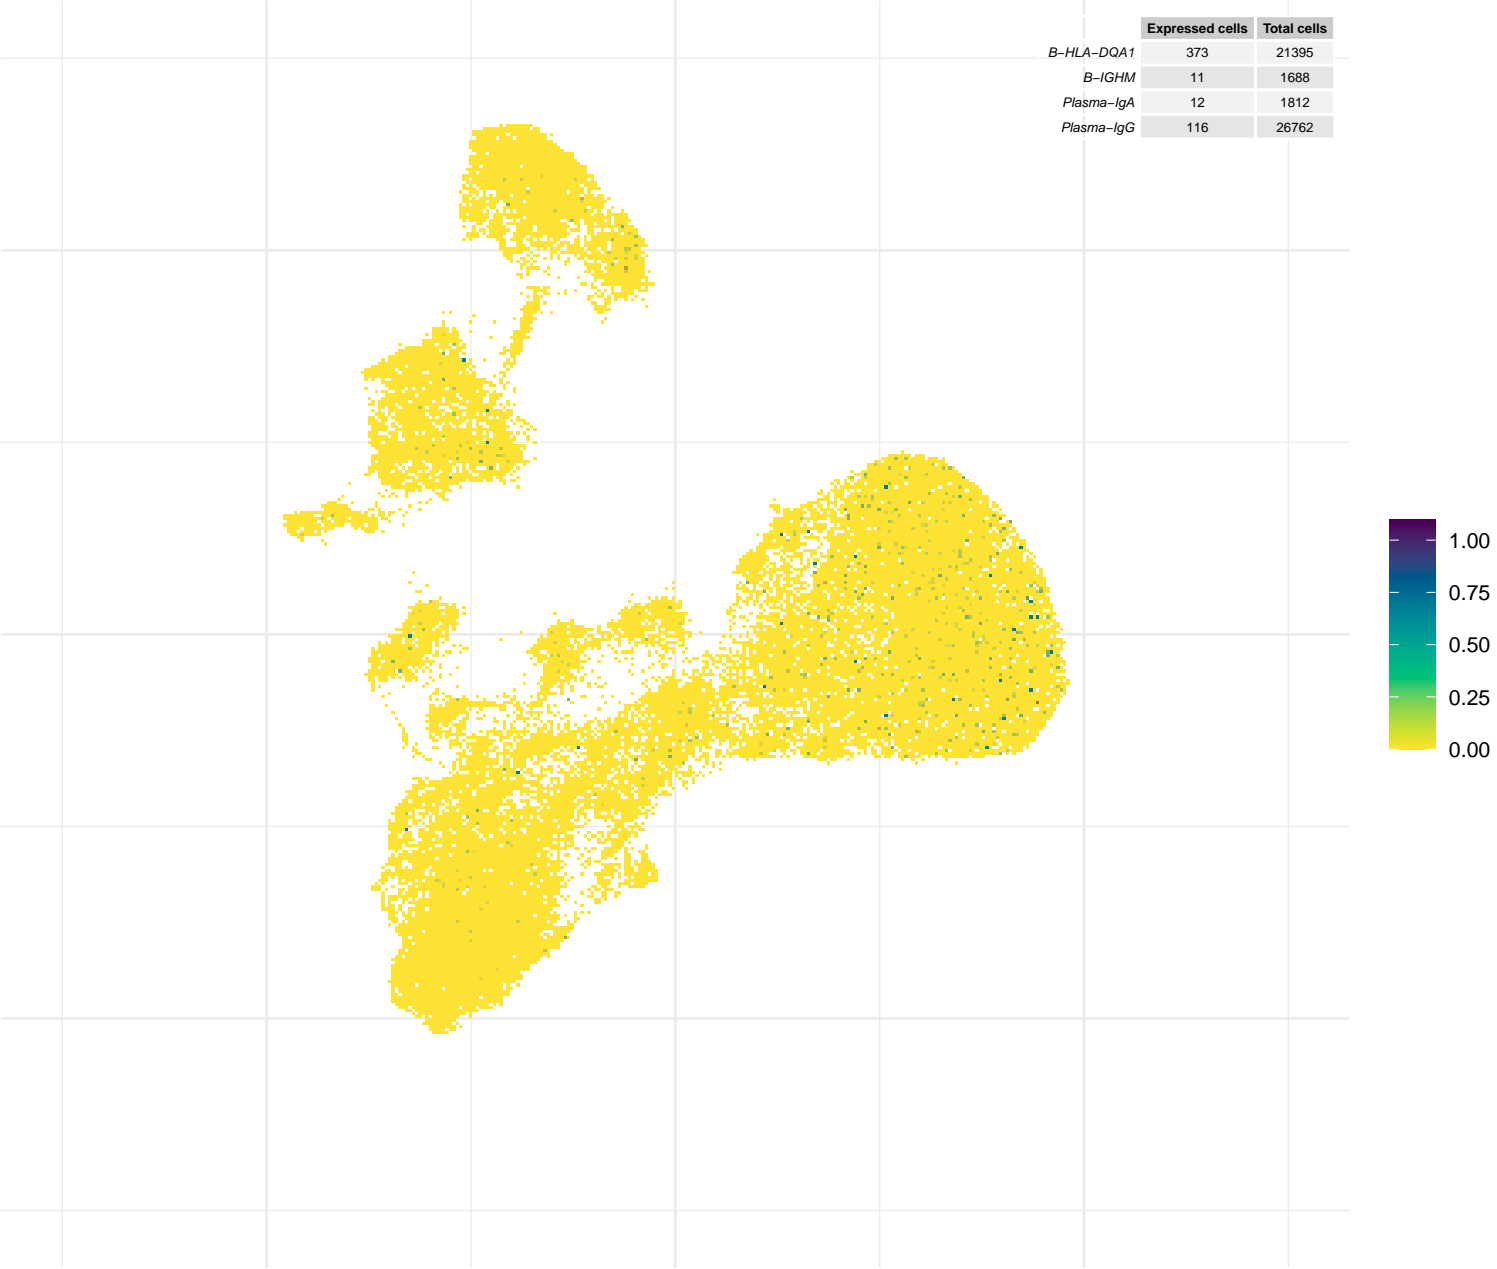 Expressed cells Total cells
B−HLA−DQA1 373 21395
B−IGHM 11 1688
Plasma−IgA 12 1812
Plasma−IgG 116 26762
1.00
0.75
0.50
0.25
0.00